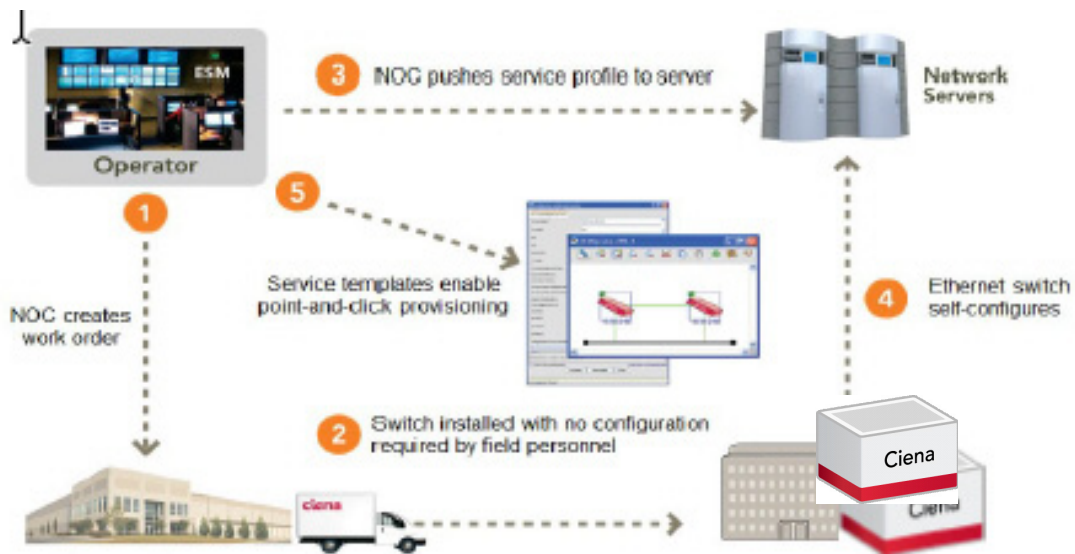 ESM
Operator
3
NOC pushes service profile to server
Network
Servers
1
5
Service templates enable
point-and-click provisioning
NOC creates
work order
4
Ethernet switch
self-configures
2
Switch installed with no configuration
required by field personnel
ciena
Ciena
Ciena